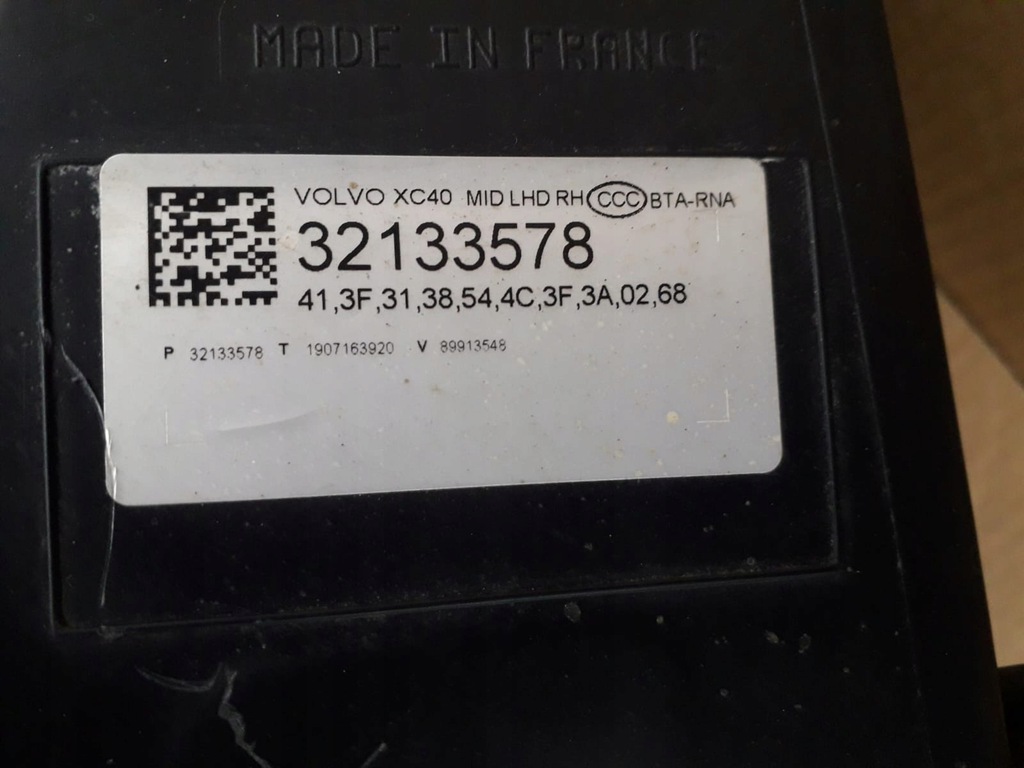 MADE IN FRANCE
VOLVO XC40 MID LHD RH CCC BTA-RNA
32133578
41,3F,31,38,54,4C,3F,3A,02,68
P 32133578 T 1907163920 V 89913548